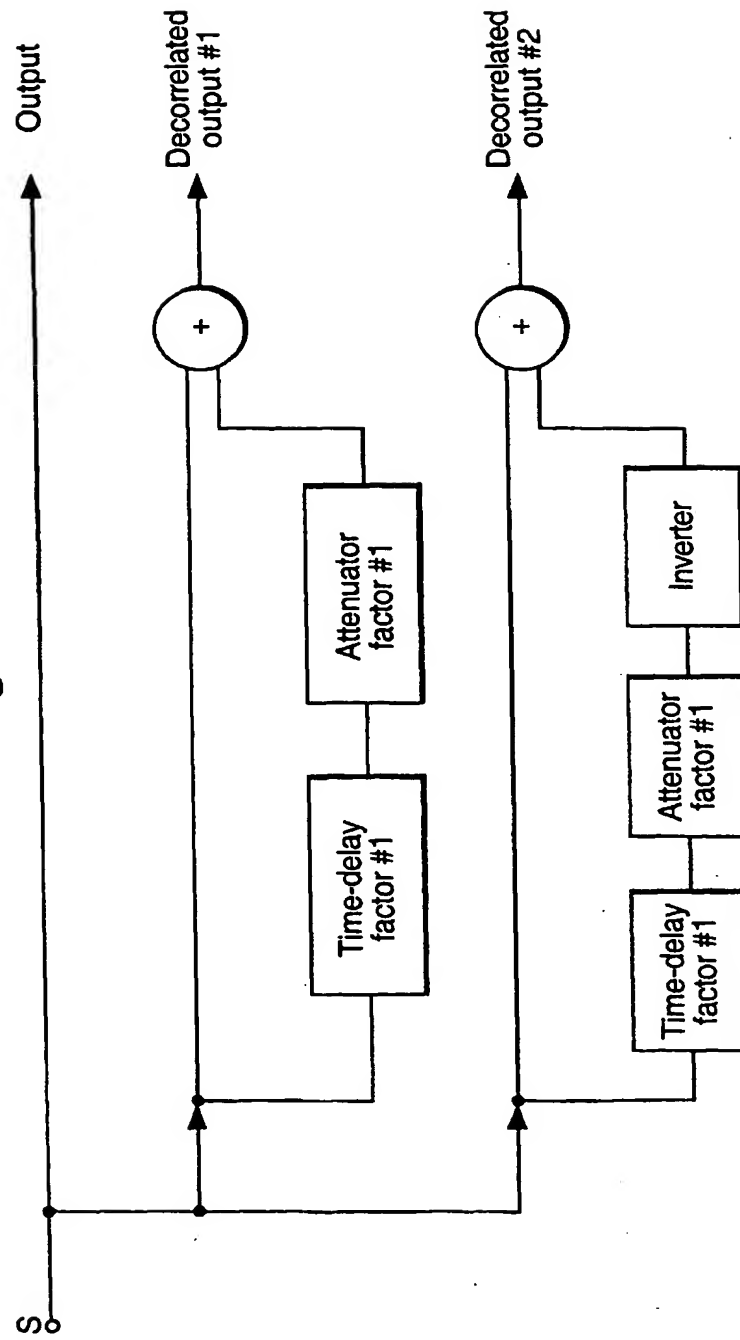 S
Output
Decorrelated
output #1
+
Time-delay
factor #1
Attenuator
factor #1
Decorrelated
output #2
+
Time-delay
factor #1
Attenuator
factor #1
Inverter